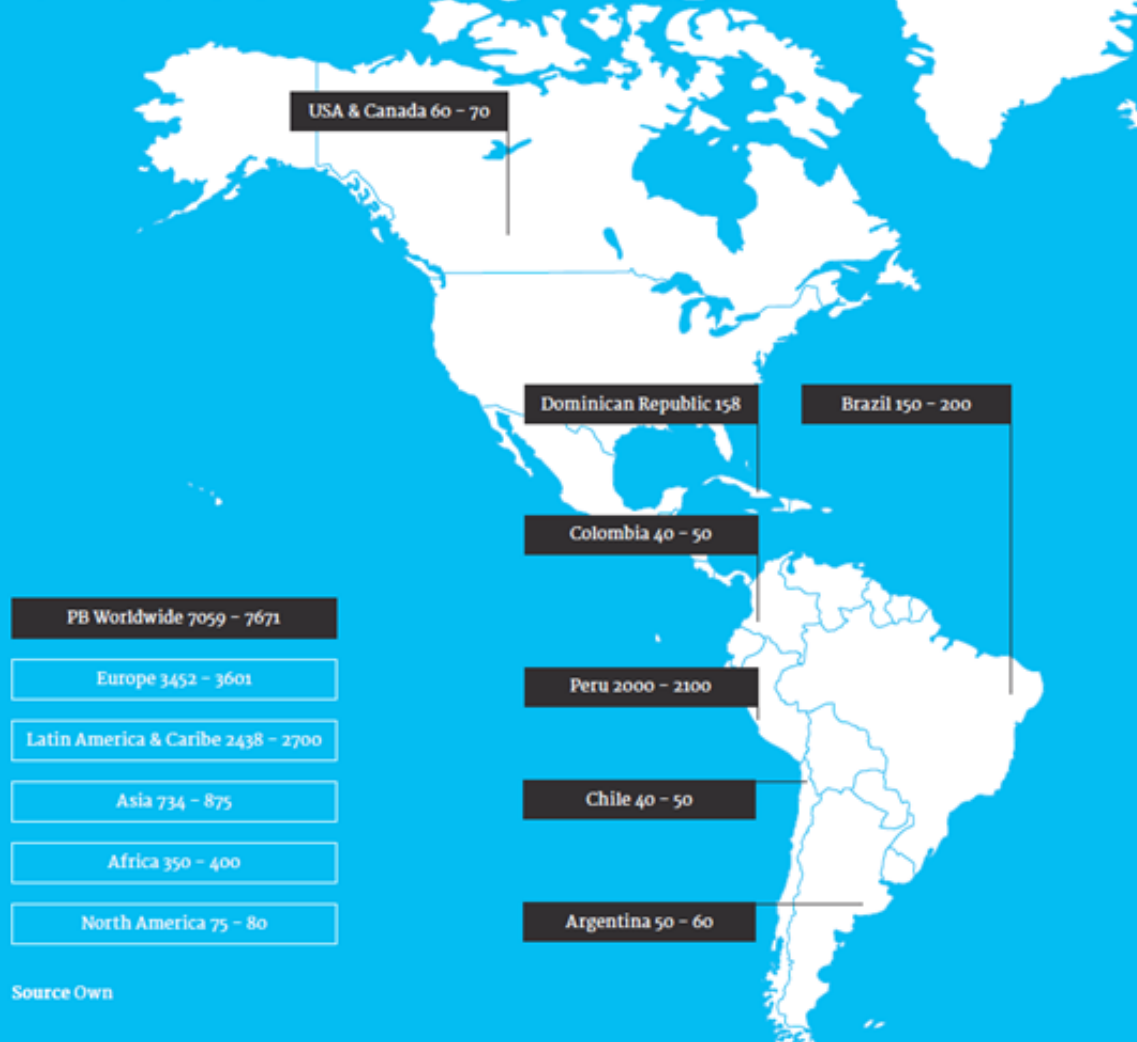 USA & Canada 60 – 70
Dominican Republic 158
Brazil 150 – 200
Colombia 40 – 50
Peru 2000 – 2100
Chile 40 – 50
Argentina 50 – 60
PB Worldwide 7059 – 7671
Europe 3452 – 3601
Latin America & Caribe 2438 – 2700
Asia 734 – 875
Africa 350 – 400
North America 75 – 80
Source Own